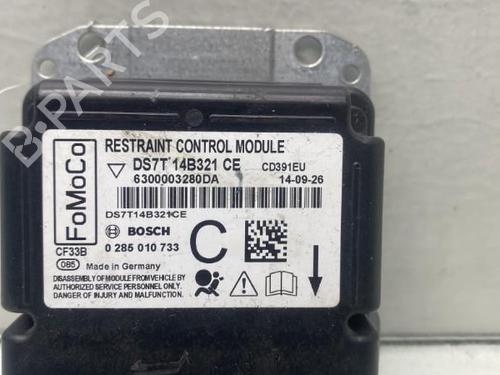 B-PARTS
FoMoCo
RESTRAINT CONTROL MODULE
DS7T 14B321 CE CD391EU
6300003280DA 14-09-26
DS7T14B321CE
BOSCH
0 285 010 733
C
CF33B
085 Made in Germany
DISASSEMBLY OF MODULE FROM VEHICLE BY
AUTHORIZED SERVICE PERSONNEL ONLY.
DANGER OF INJURY AND MALFUNCTION.